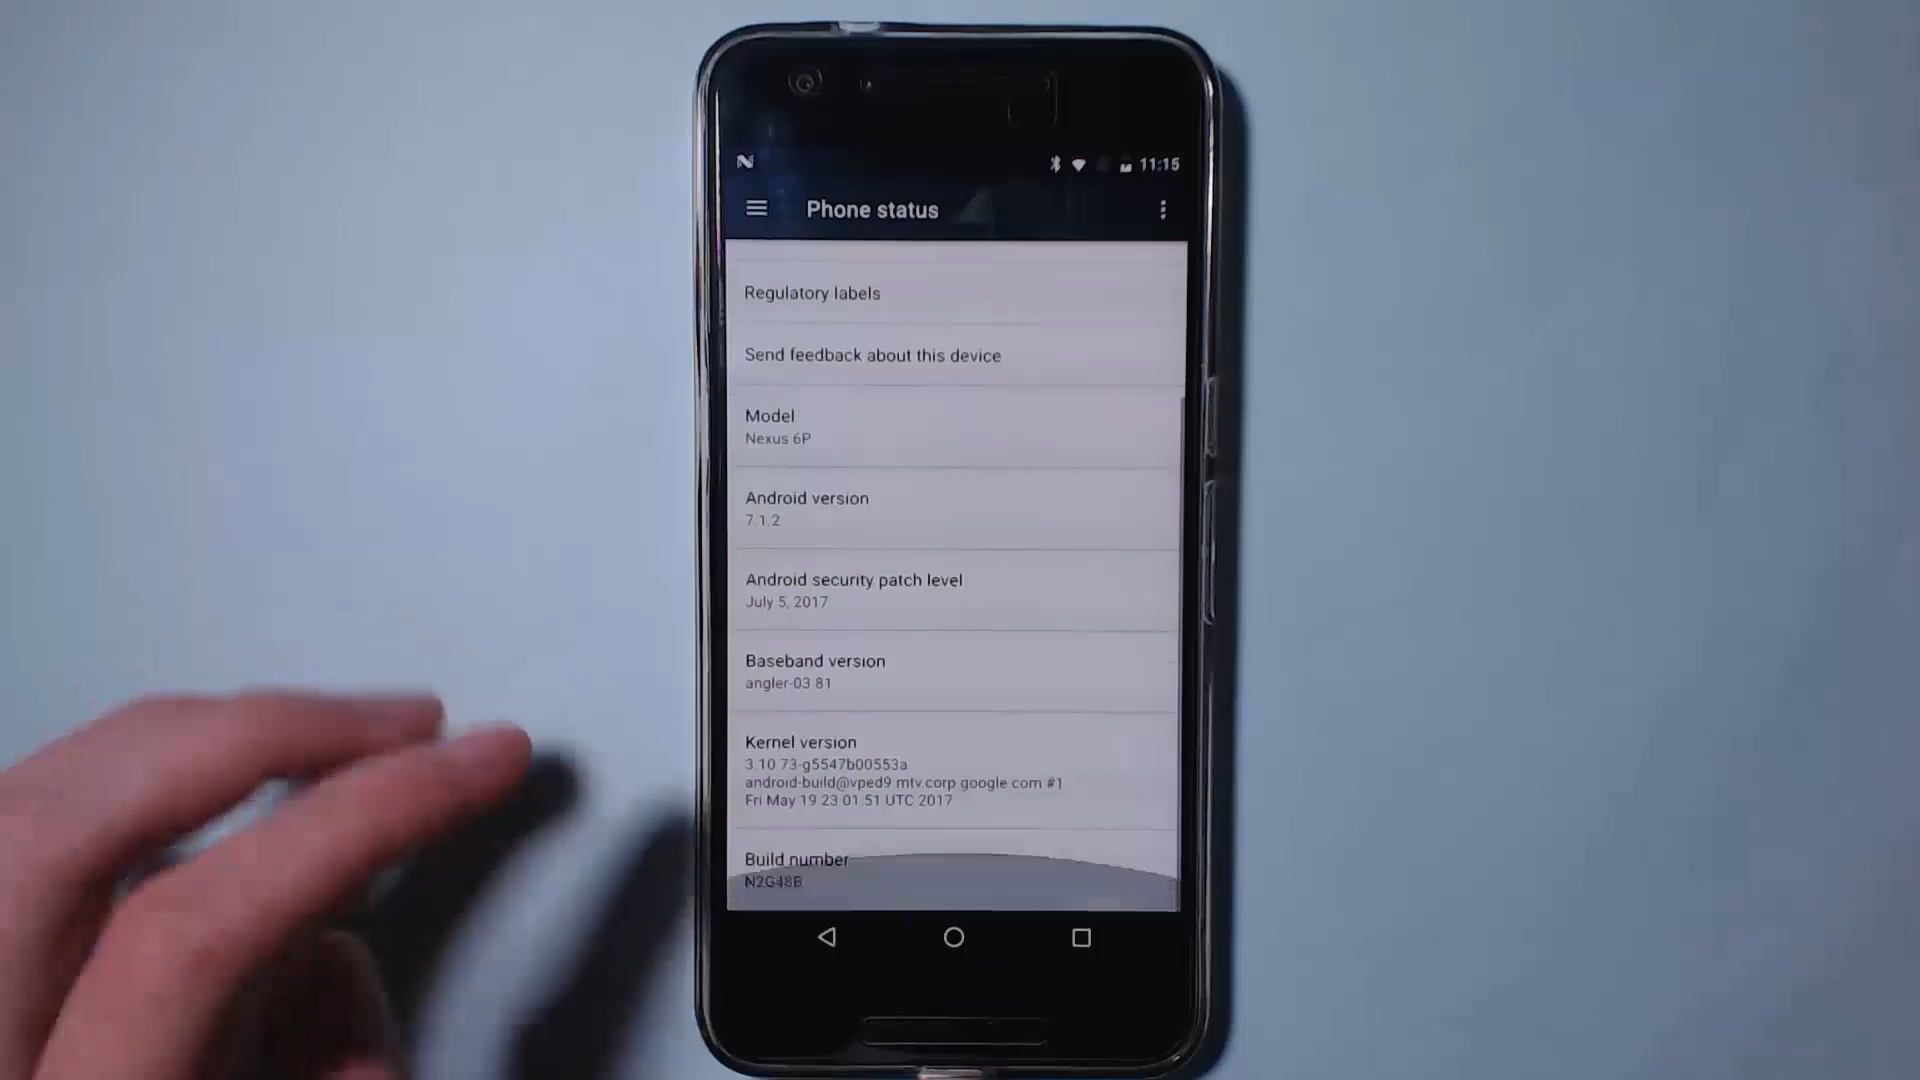 11:15
Phone status
Regulatory labels
Send feedback about this device
Model
Nexus 6P
Android version
7.1.2
Android security patch level
July 5, 2017
Baseband version
angler-03.81
Kernel version
3.10.73-g5547b00553a
android-build@vped9.mtv.corp.google.com #1
Fri May 19 23:01:51 UTC 2017
Build number
N2G48B